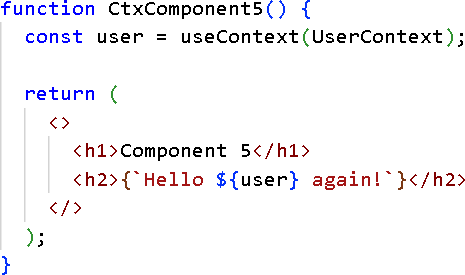 function CtxComponent5() {
  const user = useContext(UserContext);

  return (
    <>
      <h1>Component 5</h1>
      <h2>{`Hello ${user} again!`}</h2>
    </>
  );
}